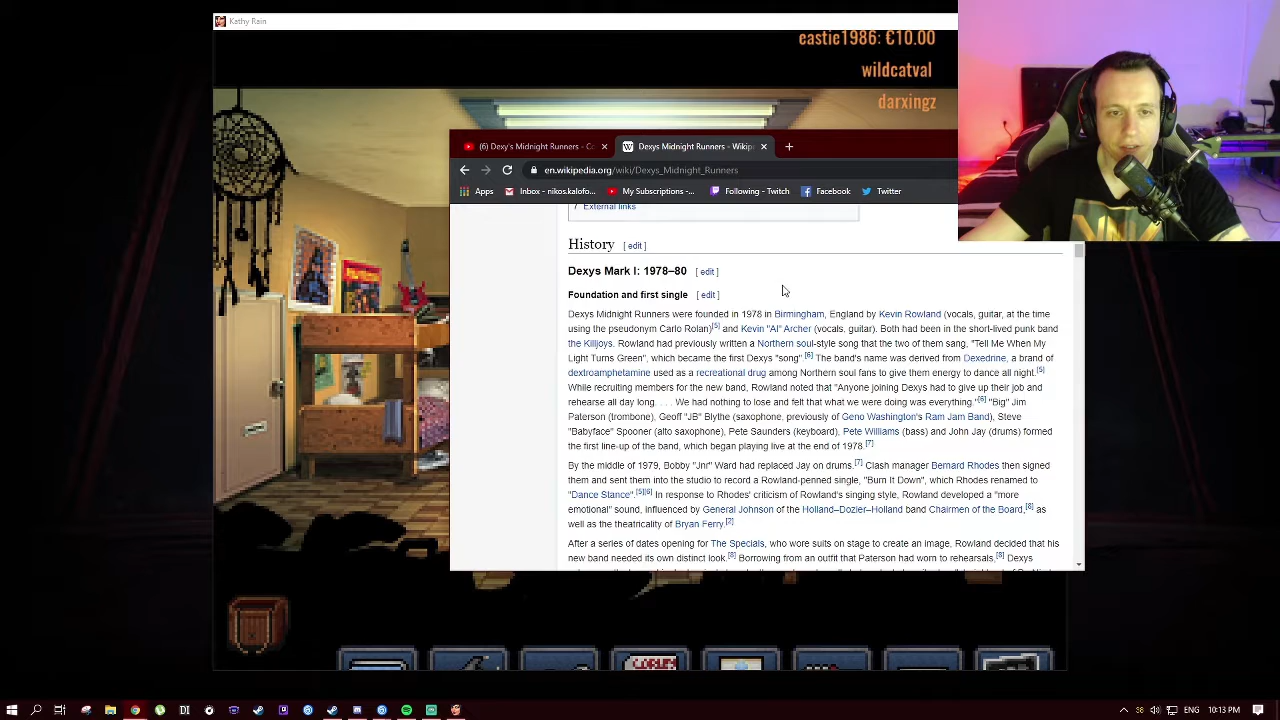 Kathy Rain
eastie1986: €10.00
wildcatval
darxingz
(6) Dexy's Midnight Runners - Co
Dexys Midnight Runners - Wikip
en.wikipedia.org/wiki/Dexys_Midnight_Runners
Apps Inbox - nikos.kalofo... My Subscriptions -... Following - Twitch Facebook Twitter
7 External links
History [ edit ]
Dexys Mark I: 1978–80 [ edit ]
Foundation and first single [ edit ]
Dexys Midnight Runners were founded in 1978 in Birmingham, England by Kevin Rowland (vocals, guitar, at the time
using the pseudonym Carlo Rolan)[5] and Kevin "Al" Archer (vocals, guitar). Both had been in the short-lived punk band
the Killjoys. Rowland had previously written a Northern soul-style song that the two of them sang, "Tell Me When My
Light Turns Green", which became the first Dexys "song".[6] The band's name was derived from Dexedrine, a brand of
dextroamphetamine used as a recreational drug among Northern soul fans to give them energy to dance all night.[5]
While recruiting members for the new band, Rowland noted that "Anyone joining Dexys had to give up their job and
rehearse all day long. . . . We had nothing to lose and felt that what we were doing was everything."[6] "Big" Jim
Paterson (trombone), Geoff "JB" Blythe (saxophone, previously of Geno Washington's Ram Jam Band), Steve
"Babyface" Spooner (alto saxophone), Pete Saunders (keyboard), Pete Williams (bass) and John Jay (drums) formed
the first line-up of the band, which began playing live at the end of 1978.[7]
By the middle of 1979, Bobby "Jnr" Ward had replaced Jay on drums.[7] Clash manager Bernard Rhodes then signed
them and sent them into the studio to record a Rowland-penned single, "Burn It Down", which Rhodes renamed to
"Dance Stance".[5][6] In response to Rhodes' criticism of Rowland's singing style, Rowland developed a "more
emotional" sound, influenced by General Johnson of the Holland–Dozier–Holland band Chairmen of the Board,[8] as
well as the theatricality of Bryan Ferry.[2]
After a series of dates opening for The Specials, who wore suits on stage to create an image, Rowland decided that his
new band needed its own distinct look.[8] Borrowing from an outfit that Paterson had worn to rehearsals,[8] Dexys
38
10:13 PM